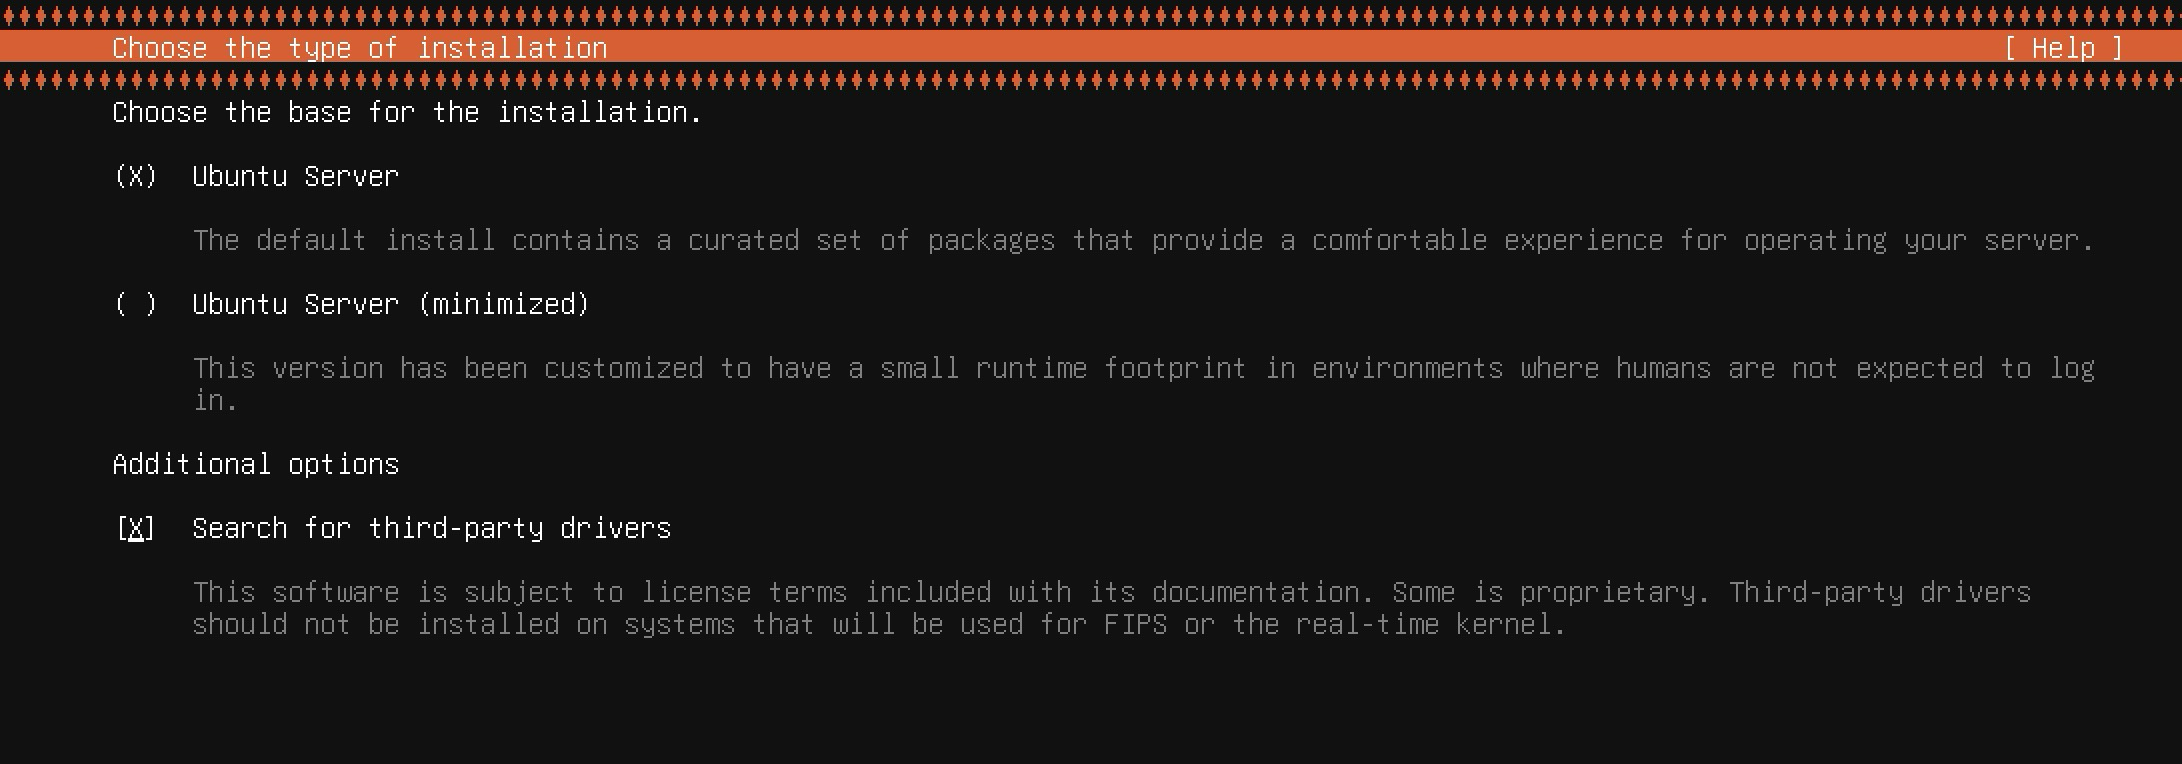 Choose the type of installation [ Help ]
Choose the base for the installation.
(X) Ubuntu Server
The default install contains a curated set of packages that provide a comfortable experience for operating your server.
( ) Ubuntu Server (minimized)
This version has been customized to have a small runtime footprint in environments where humans are not expected to log
in.
Additional options
[X] Search for third-party drivers
This software is subject to license terms included with its documentation. Some is proprietary. Third-party drivers
should not be installed on systems that will be used for FIPS or the real-time kernel.